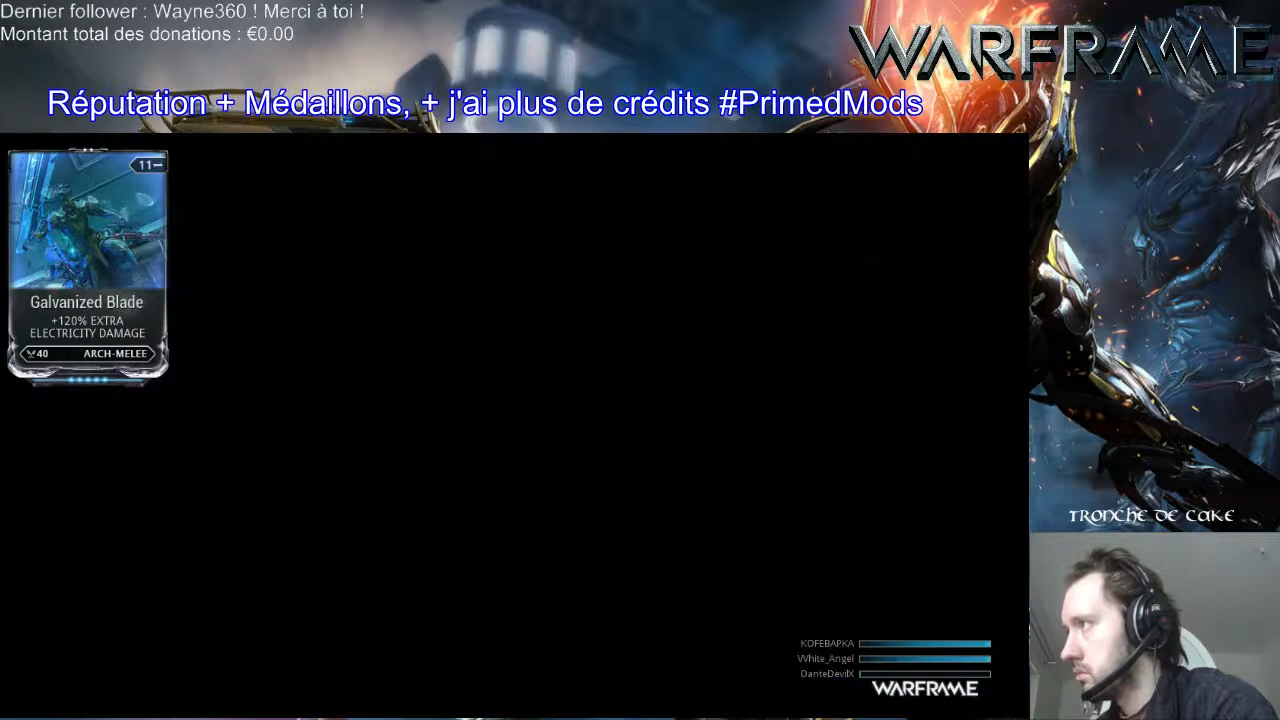 Dernier follower : Wayne360 ! Merci à toi !
Montant total des donations : €0.00
WARFRAME
Réputation + Médaillons, + j'ai plus de crédits #PrimedMods
11
Galvanized Blade
+120% EXTRA
ELECTRICITY DAMAGE
40 ARCH-MELEE
TRONCHE DE CAKE
KOFEBAPKA
VVhite_Angel
DanteDevilX
WARFRAME